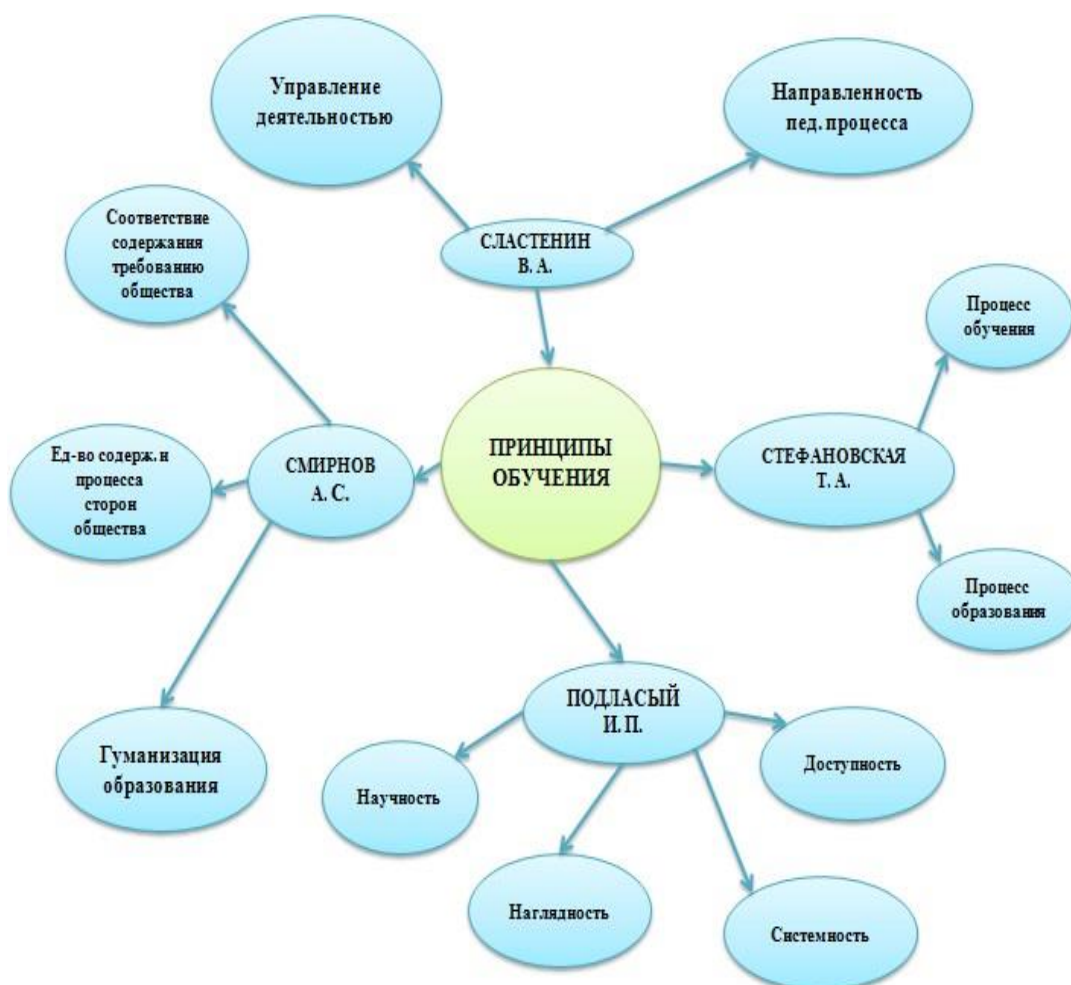 Управление
деятельностью
Направленность
пед. процесса
Соответствие
содержания
требованию
общества
СЛАСТЕНИН
В. А.
Процесс
обучения
ПРИНЦИПЫ
ОБУЧЕНИЯ
Ед-во содерж. и
процесса
сторон
общества
СМИРНОВ
А. С.
СТЕФАНОВСКАЯ
Т. А.
Процесс
образования
ПОДЛАСЫЙ
И. П.
Гуманизация
образования
Научность
Доступность
Наглядность
Системность